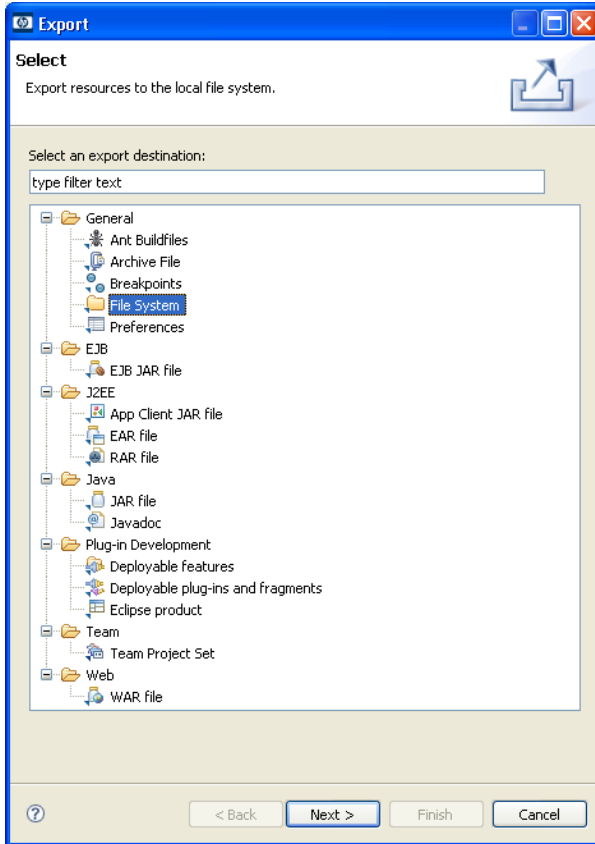 Export
Select
Export resources to the local file system.
Select an export destination:
type filter text
General
Ant Buildfiles
Archive File
Breakpoints
File System
Preferences
EJB
EJB JAR file
J2EE
App Client JAR file
EAR file
RAR file
Java
JAR file
Javadoc
Plug-in Development
Deployable features
Deployable plug-ins and fragments
Eclipse product
Team
Team Project Set
Web
WAR file
< Back Next > Finish Cancel